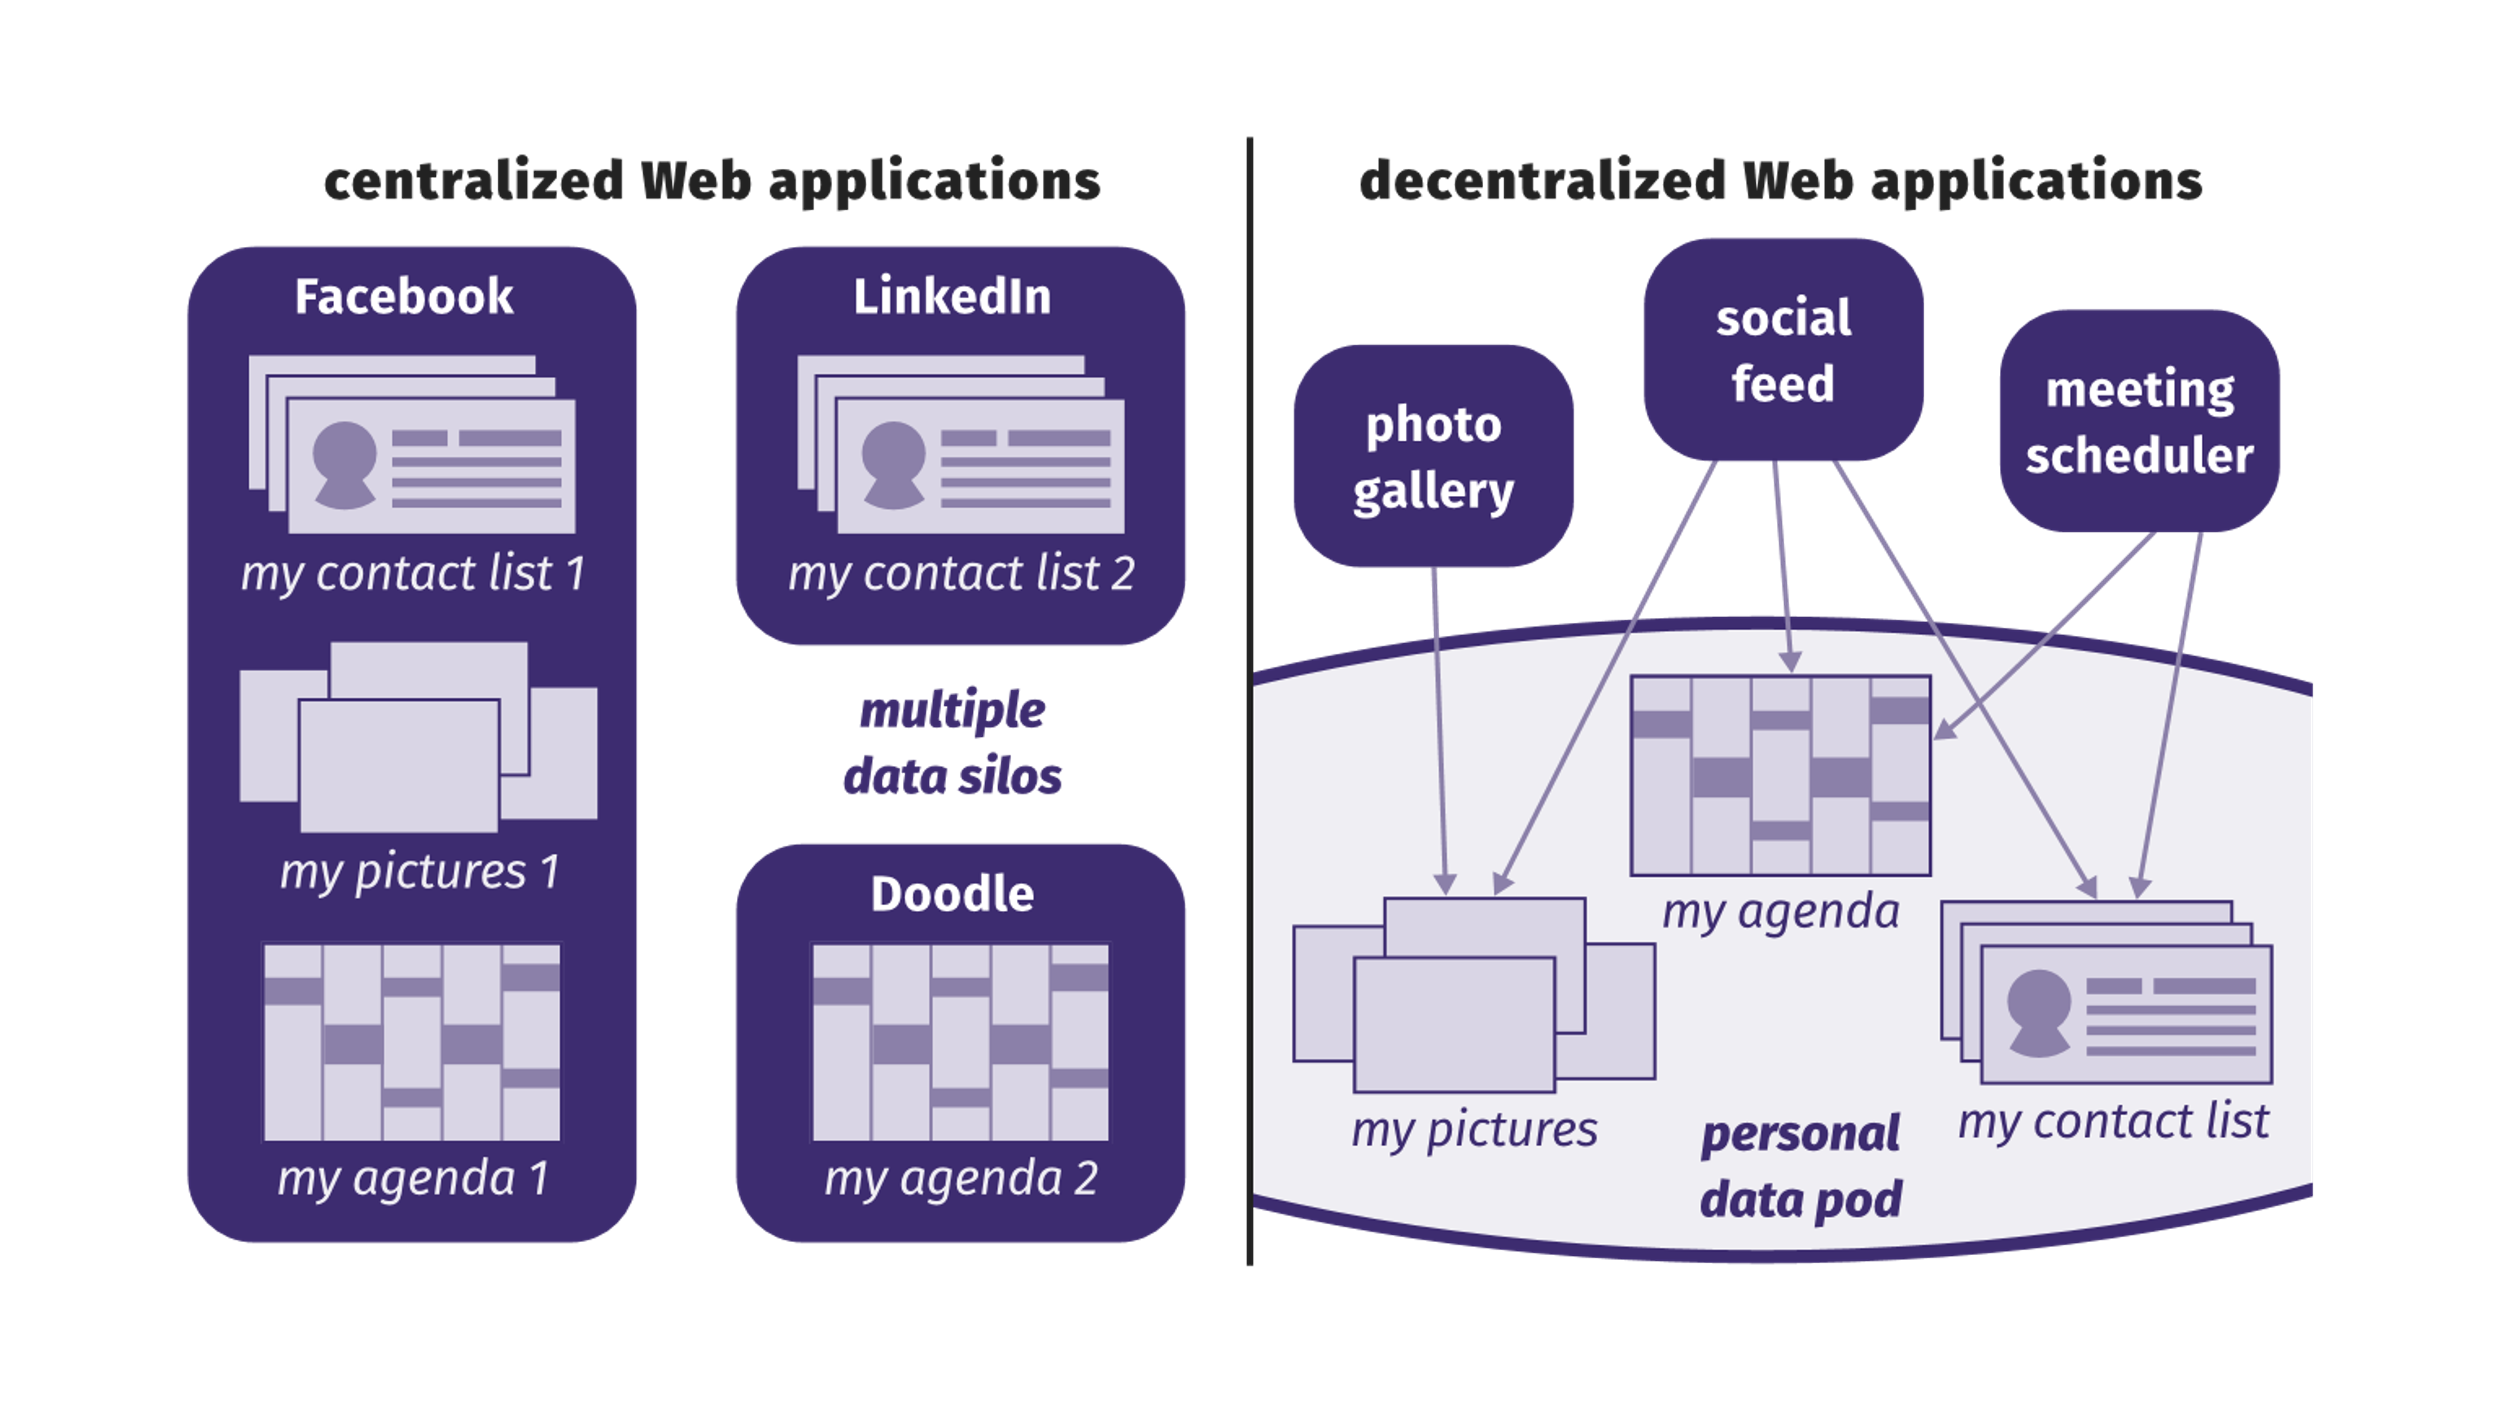 centralized Web applications
Facebook
my contact list 1
my pictures 1
my agenda 1
LinkedIn
my contact list 2
multiple
data silos
Doodle
my agenda 2
decentralized Web applications
photo
gallery
social
feed
meeting
scheduler
my agenda
my pictures
my contact list
personal
data pod